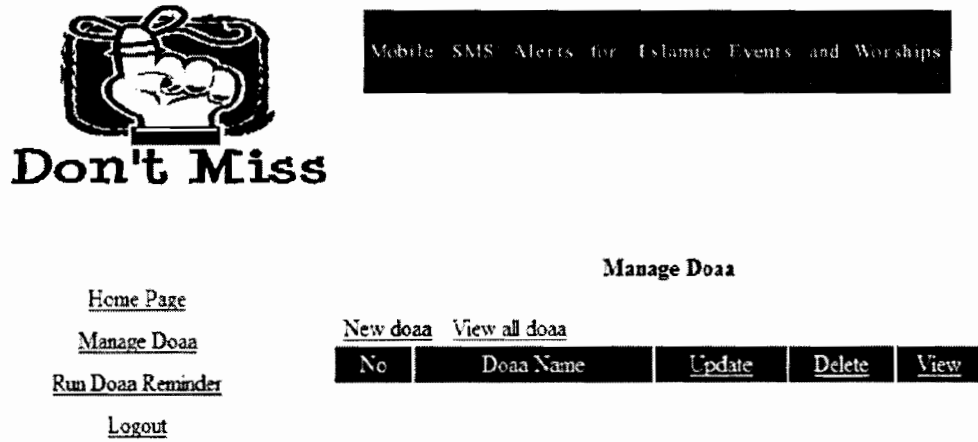 Mobile SMS Alerts for Islamic Events and Worships
Don't Miss
Manage Doaa
Home Page
Manage Doaa
Run Doaa Reminder
Logout
New doaa View all doaa
No Doaa Name Update Delete View